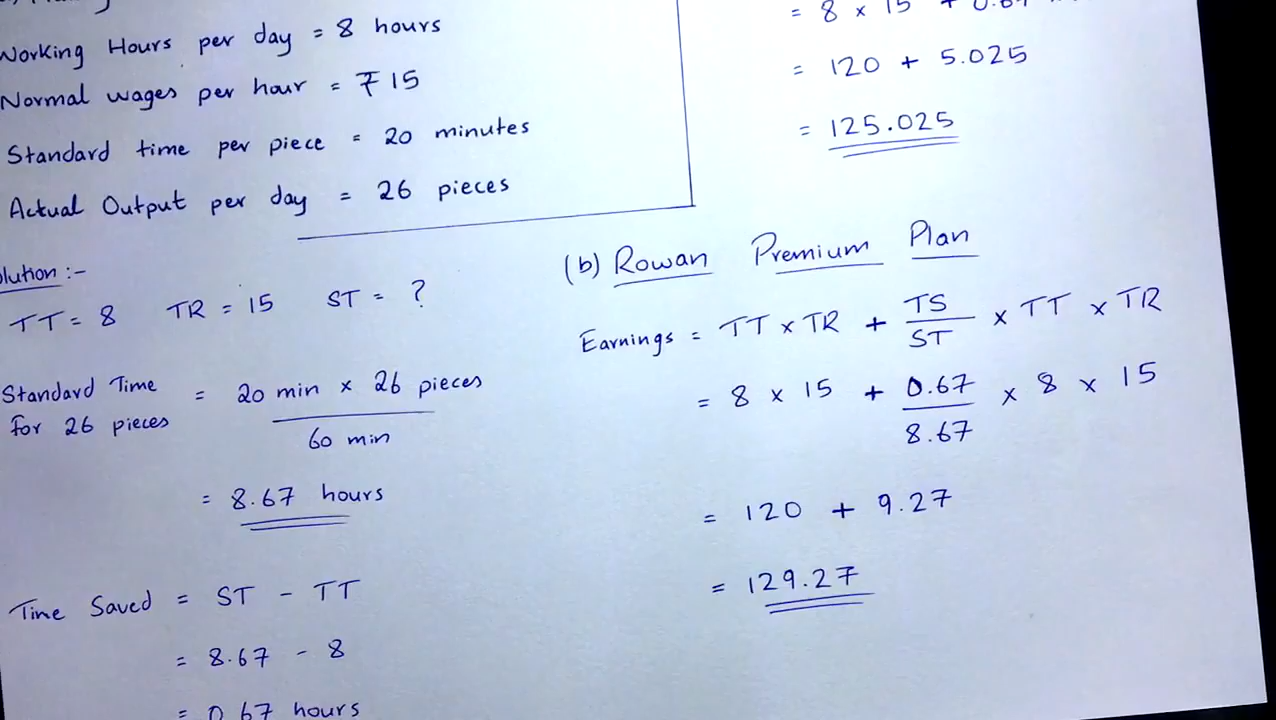 Working Hours per day = 8 hours
Normal wages per hour = ₹15
Standard time per piece = 20 minutes
Actual Output per day = 26 pieces
olution :-
TT = 8 TR = 15 ST = ?
Standard Time for 26 pieces = 20 min x 26 pieces
60 min
= 8.67 hours
Time Saved = ST - TT
= 8.67 - 8
= 0.67 hours
= 8 x 15 +
= 120 + 5.025
= 125.025
(b) Rowan Premium Plan
Earnings = TT x TR + TS/ST x TT x TR
= 8 x 15 + 0.67/8.67 x 8 x 15
= 120 + 9.27
= 129.27